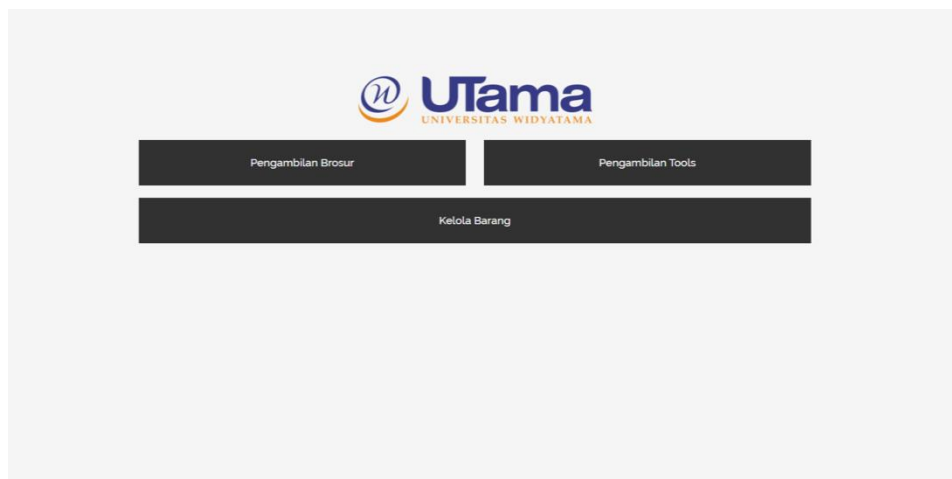 UTama
UNIVERSITAS WIDYATAMA
Pengambilan Brosur
Pengambilan Tools
Kelola Barang